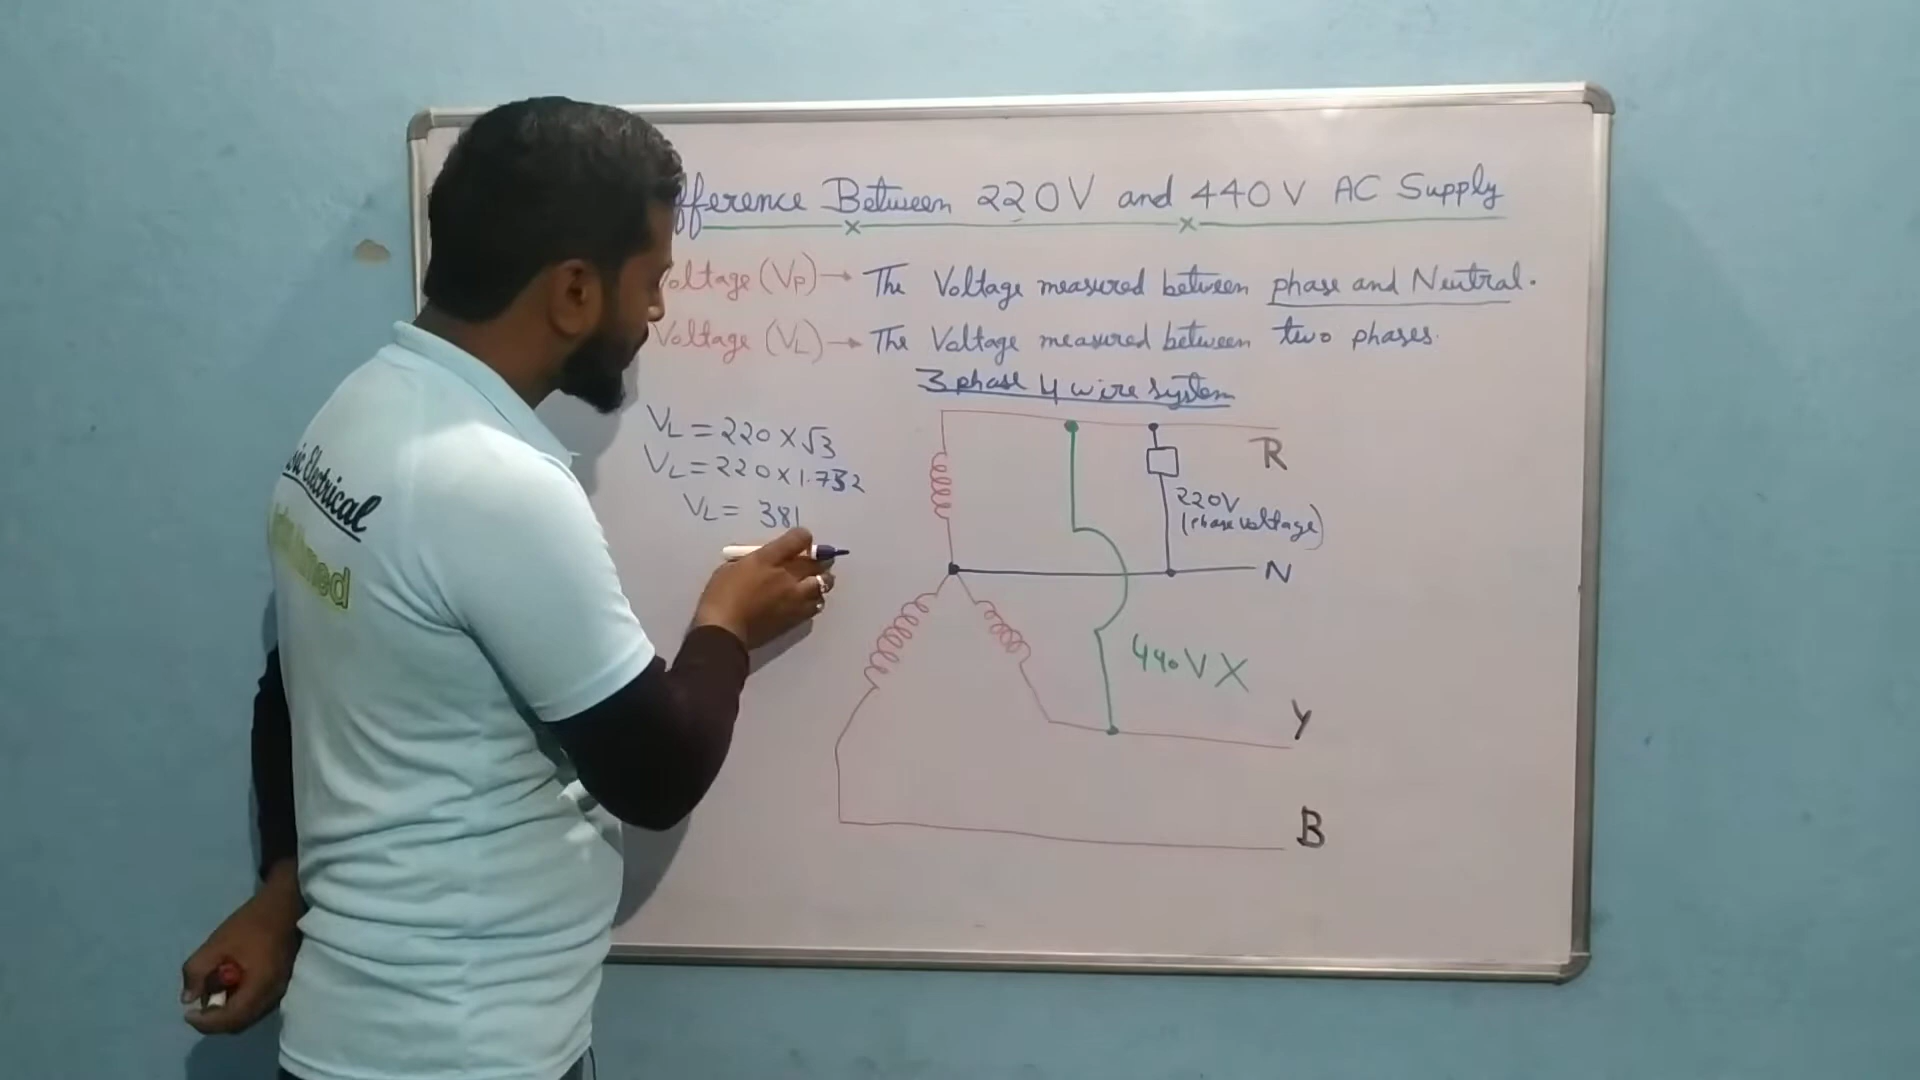 fference Between 220V and 440V AC Supply
oltage (Vp) → The Voltage measured between phase and Neutral.
Voltage (VL) → The Voltage measured between two phases.
3 phase 4 wire system
VL = 220 × √3
VL = 220 × 1.732
VL = 381
R
220V
(phase voltage)
N
440V X
Y
B
Electrical